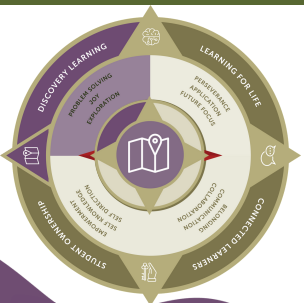 DISCOVERY LEARNING
PROBLEM SOLVING
JOY
EXPLORATION
LEARNING FOR LIFE
PERSEVERANCE
APPLICATION
FUTURE FOCUS
CONNECTED LEARNERS
BELONGING
COMMUNICATION
COLLABORATION
STUDENT OWNERSHIP
EMPOWERMENT
SELF KNOWLEDGE
SELF DIRECTION